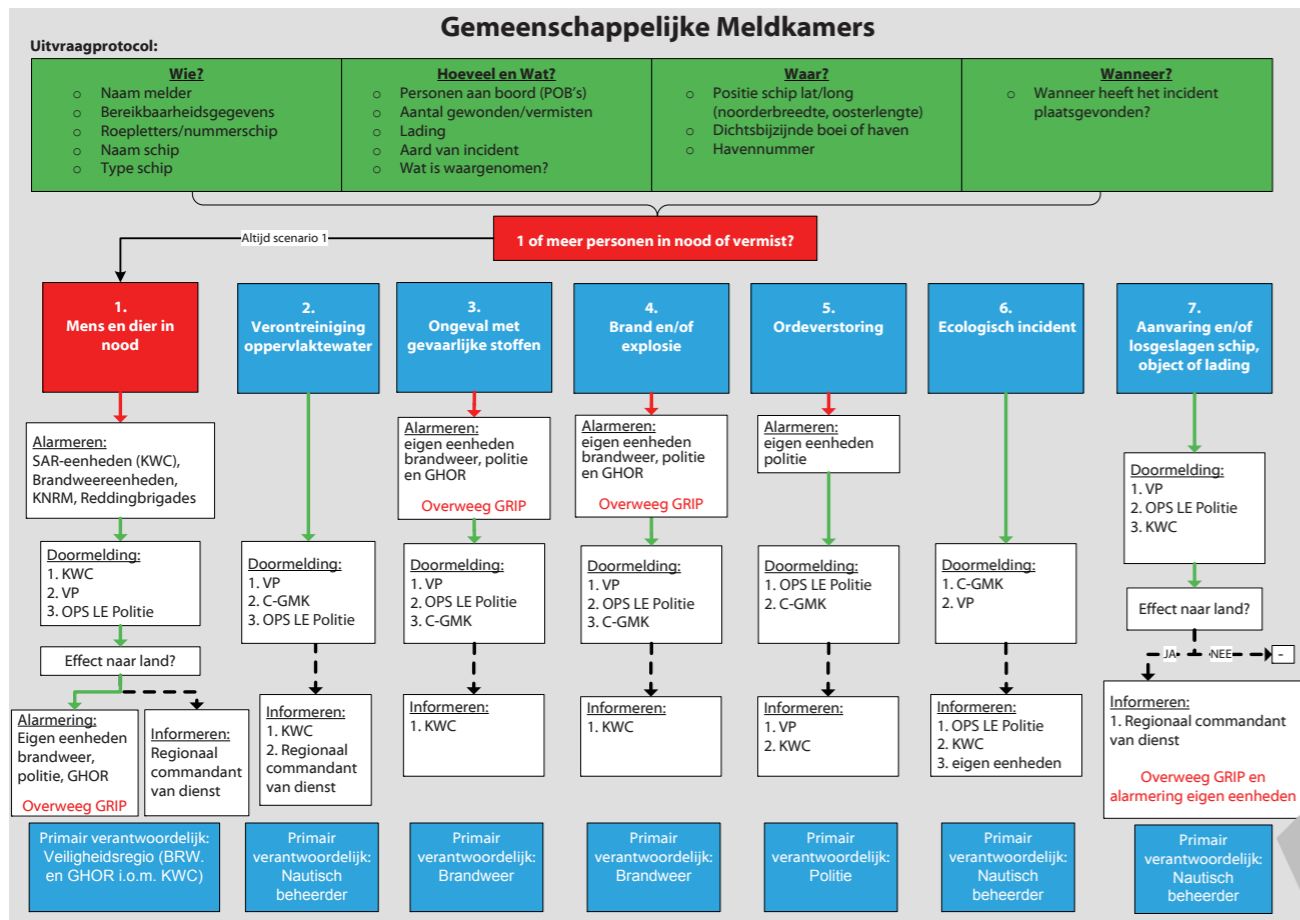 Gemeenschappelijke Meldkamers
Uitvraagprotocol:
Wie?
o Naam melder
o Bereikbaarheidsgegevens
o Roepletters/nummerschip
o Naam schip
o Type schip
Hoeveel en Wat?
o Personen aan boord (POB's)
o Aantal gewonden/vermisten
o Lading
o Aard van incident
o Wat is waargenomen?
Waar?
o Positie schip lat/long
(noorderbreedte, oosterlengte)
o Dichtsbijzijnde boei of haven
o Havennummer
Wanneer?
o Wanneer heeft het incident
plaatsgevonden?
1 of meer personen in nood of vermist?
Altijd scenario 1
1.
Mens en dier in
nood
2.
Verontreiniging
oppervlaktewater
3.
Ongeval met
gevaarlijke stoffen
4.
Brand en/of
explosie
5.
Ordeverstoring
6.
Ecologisch incident
7.
Aanvaring en/of
losgeslagen schip,
object of lading
Alarmeren:
SAR-eenheden (KWC),
Brandweereenheden,
KNRM, Reddingbrigades
Alarmeren:
eigen eenheden
brandweer, politie
en GHOR
Overweeg GRIP
Alarmeren:
eigen eenheden
brandweer, politie
en GHOR
Overweeg GRIP
Alarmeren:
eigen eenheden
politie
Doormelding:
1. VP
2. OPS LE Politie
3. KWC
Doormelding:
1. KWC
2. VP
3. OPS LE Politie
Doormelding:
1. VP
2. C-GMK
3. OPS LE Politie
Doormelding:
1. VP
2. OPS LE Politie
3. C-GMK
Doormelding:
1. VP
2. OPS LE Politie
3. C-GMK
Doormelding:
1. OPS LE Politie
2. C-GMK
Doormelding:
1. C-GMK
2. VP
Effect naar land?
Effect naar land?
JA
NEE
-
Alarmering:
Eigen eenheden
brandweer,
politie, GHOR
Overweeg GRIP
Informeren:
Regionaal
commandant
van dienst
Informeren:
1. KWC
2. Regionaal
commandant
van dienst
Informeren:
1. KWC
Informeren:
1. KWC
Informeren:
1. VP
2. KWC
Informeren:
1. OPS LE Politie
2. KWC
3. eigen eenheden
Informeren:
1. Regionaal commandant
van dienst
Overweeg GRIP en
alarmering eigen eenheden
Primair verantwoordelijk:
Veiligheidsregio (BRW.
en GHOR i.o.m. KWC)
Primair
verantwoordelijk:
Nautisch
beheerder
Primair
verantwoordelijk:
Brandweer
Primair
verantwoordelijk:
Brandweer
Primair
verantwoordelijk:
Politie
Primair
verantwoordelijk:
Nautisch
beheerder
Primair
verantwoordelijk:
Nautisch
beheerder